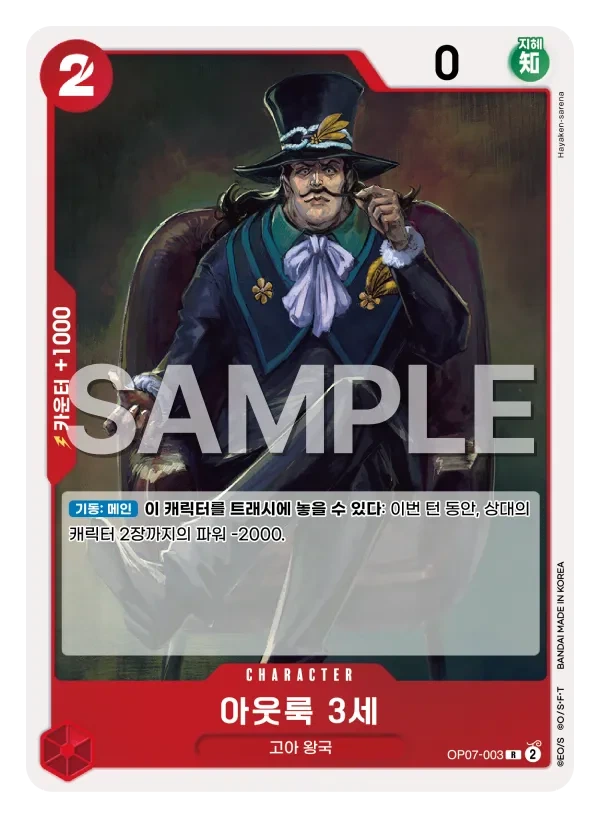 2
0
지혜
知
Hayaken-sarena
⚡카운터 +1000
SAMPLE
기동: 메인 이 캐릭터를 트래시에 놓을 수 있다: 이번 턴 동안, 상대의
캐릭터 2장까지의 파워 -2000.
CHARACTER
아웃룩 3세
고아 왕국
OP07-003 R 2
©EO/S ©O/S·F·T BANDAI MADE IN KOREA